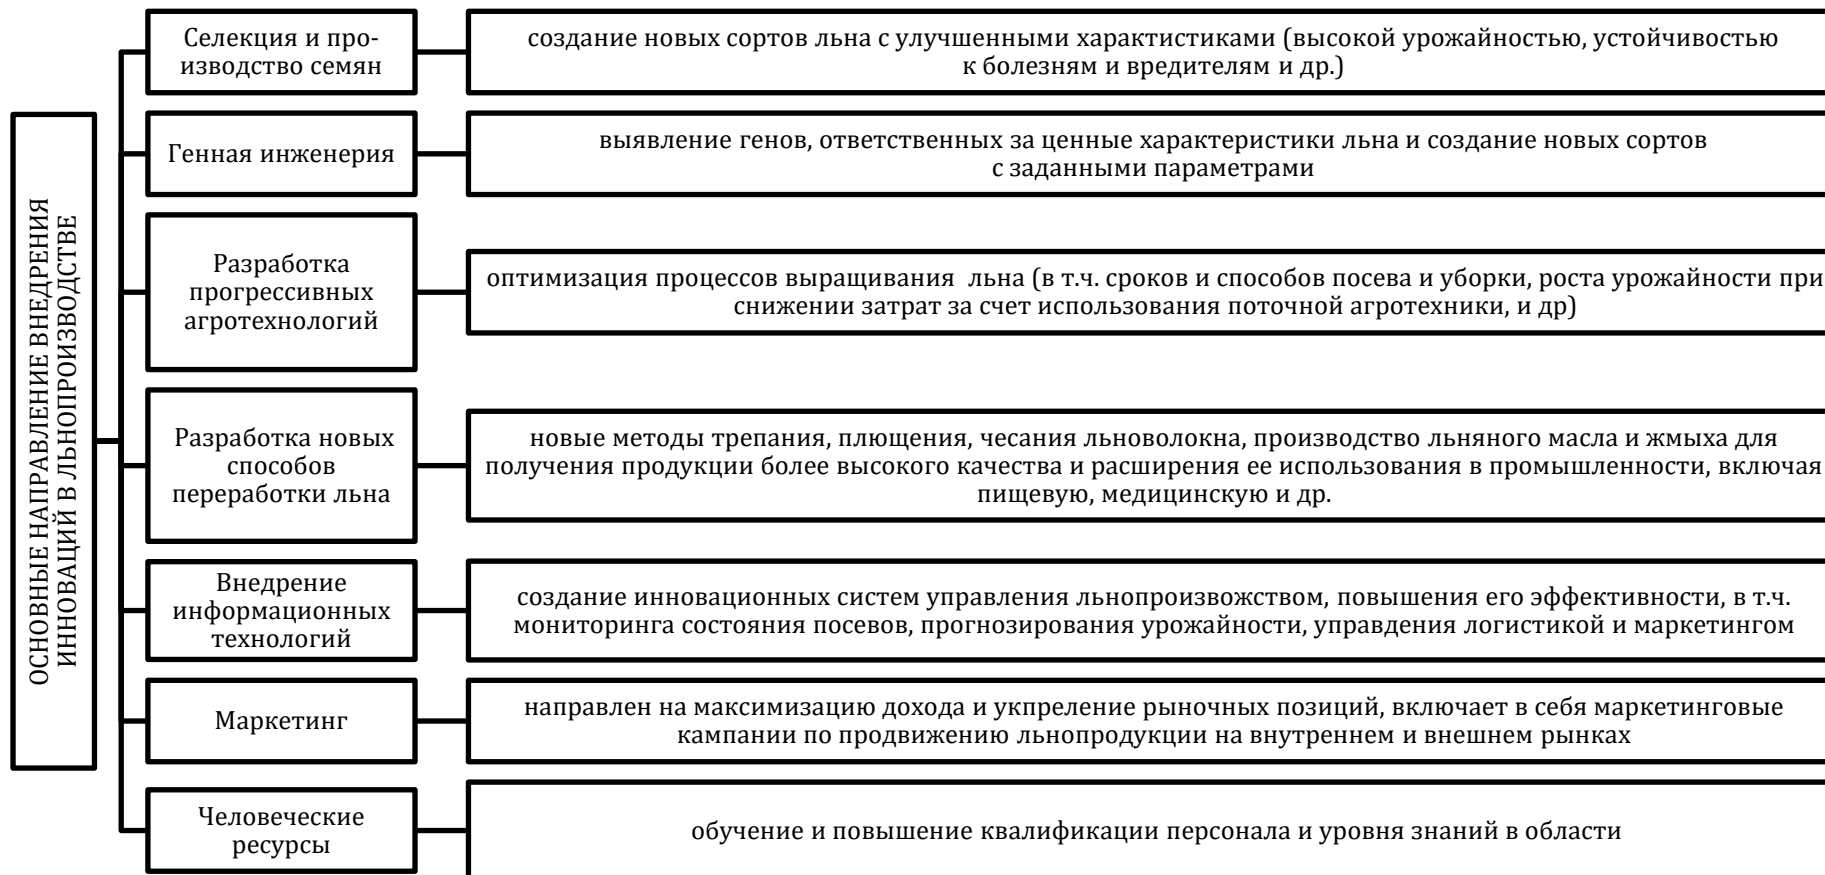 ОСНОВНЫЕ НАПРАВЛЕНИЕ ВНЕДРЕНИЯ
ИННОВАЦИЙ В ЛЬНОПРОИЗВОДСТВЕ
Селекция и про-
изводство семян
создание новых сортов льна с улучшенными характистиками (высокой урожайностью, устойчивостью
к болезням и вредителям и др.)
Генная инженерия
выявление генов, ответственных за ценные характеристики льна и создание новых сортов
с заданными параметрами
Разработка
прогрессивных
агротехнологий
оптимизация процессов выращивания льна (в т.ч. сроков и способов посева и уборки, роста урожайности при
снижении затрат за счет использования поточной агротехники, и др)
Разработка новых
способов
переработки льна
новые методы трепания, плющения, чесания льноволокна, производство льняного масла и жмыха для
получения продукции более высокого качества и расширения ее использования в промышленности, включая
пищевую, медицинскую и др.
Внедрение
информационных
технологий
создание инновационных систем управления льнопроизвожством, повышения его эффективности, в т.ч.
мониторинга состояния посевов, прогнозирования урожайности, управдения логистикой и маркетингом
Маркетинг
направлен на максимизацию дохода и укпреление рыночных позиций, включает в себя маркетинговые
кампании по продвижению льнопродукции на внутреннем и внешнем рынках
Человеческие
ресурсы
обучение и повышение квалификации персонала и уровня знаний в области